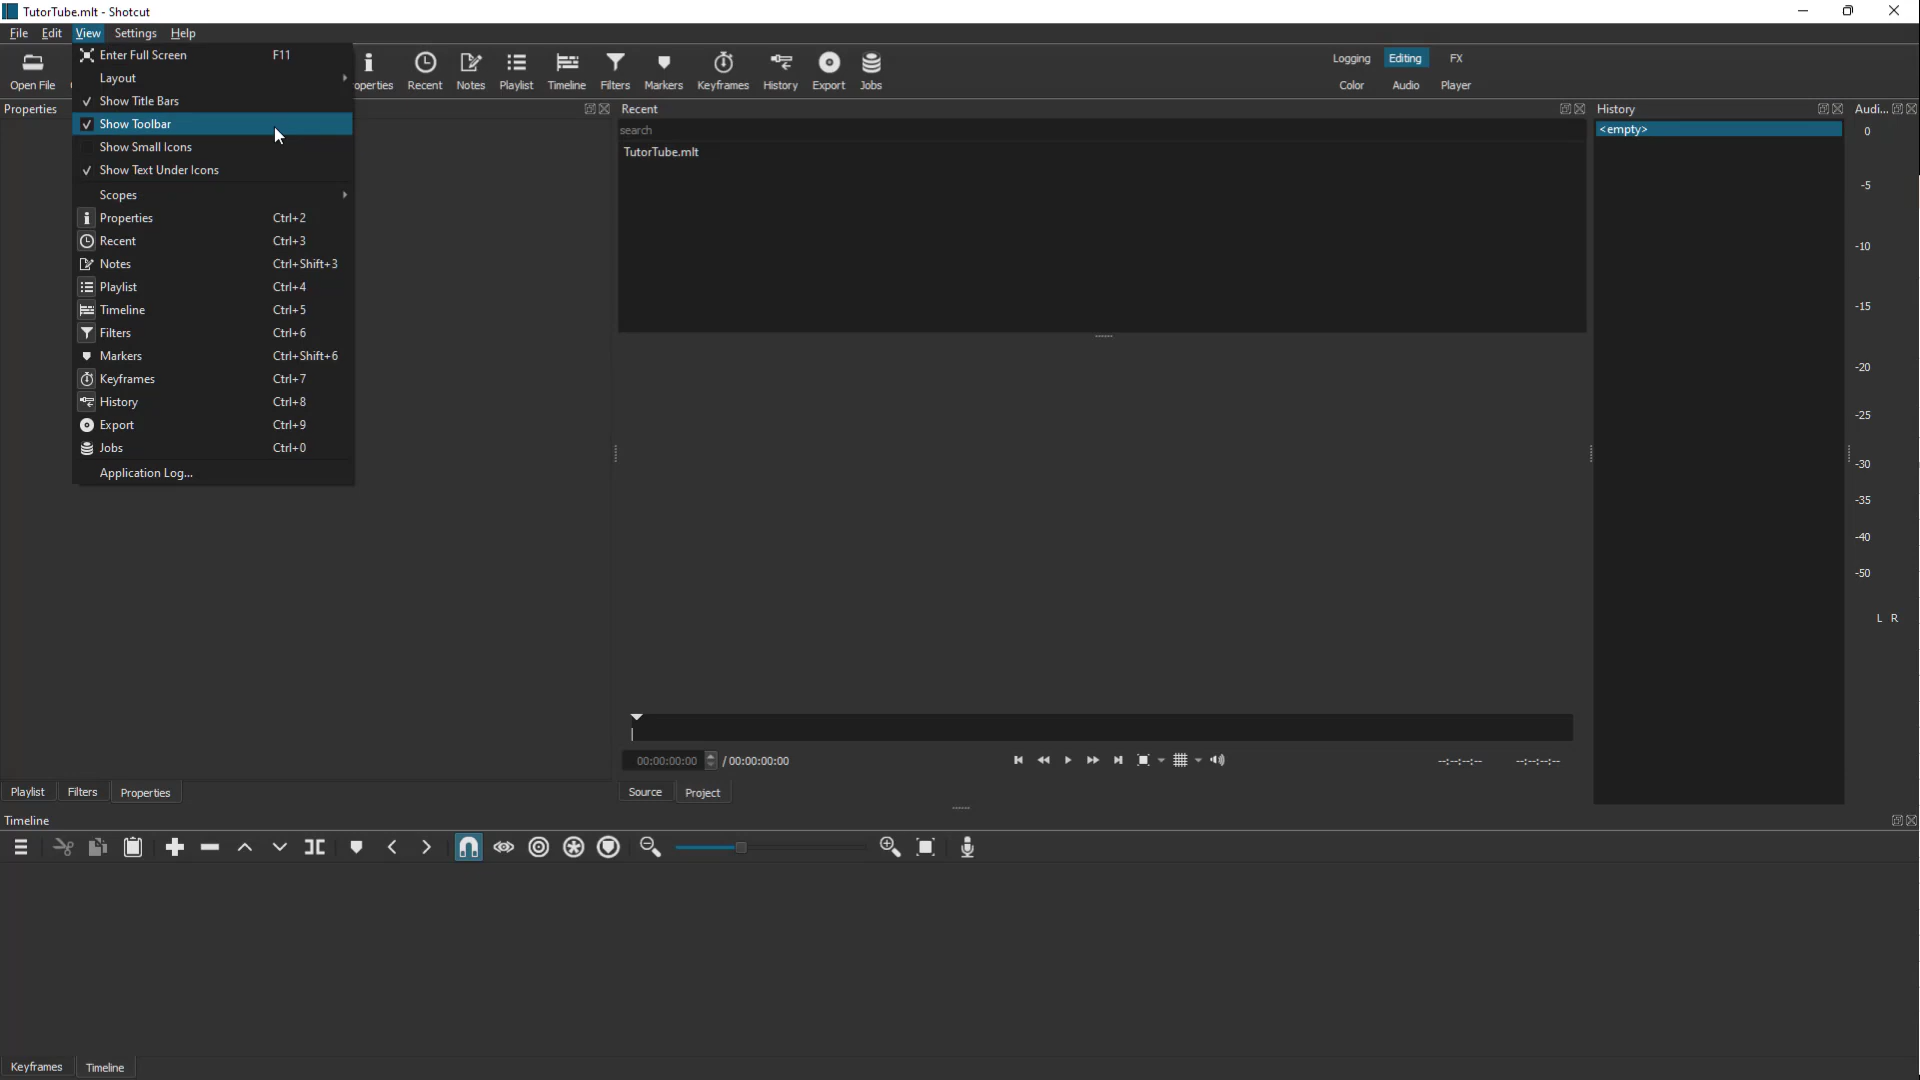 TutorTube.mlt - Shotcut
File Edit View Settings Help
Open File
Properties
Enter Full Screen F11
Layout
Show Title Bars
Show Toolbar
Show Small Icons
Show Text Under Icons
Scopes
Properties Ctrl+2
Recent Ctrl+3
Notes Ctrl+Shift+3
Playlist Ctrl+4
Timeline Ctrl+5
Filters Ctrl+6
Markers Ctrl+Shift+6
Keyframes Ctrl+7
History Ctrl+8
Export Ctrl+9
Jobs Ctrl+0
Application Log...
operties Recent Notes Playlist Timeline Filters Markers Keyframes History Export Jobs
Logging Editing FX
Color Audio Player
Recent
search
TutorTube.mlt
History
<empty>
Audi...
0
-5
-10
-15
-20
-25
-30
-35
-40
-50
L R
00:00:00:00 / 00:00:00:00
--:--:--:-- --:--:--:--
Playlist Filters Properties
Source Project
Timeline
Keyframes Timeline